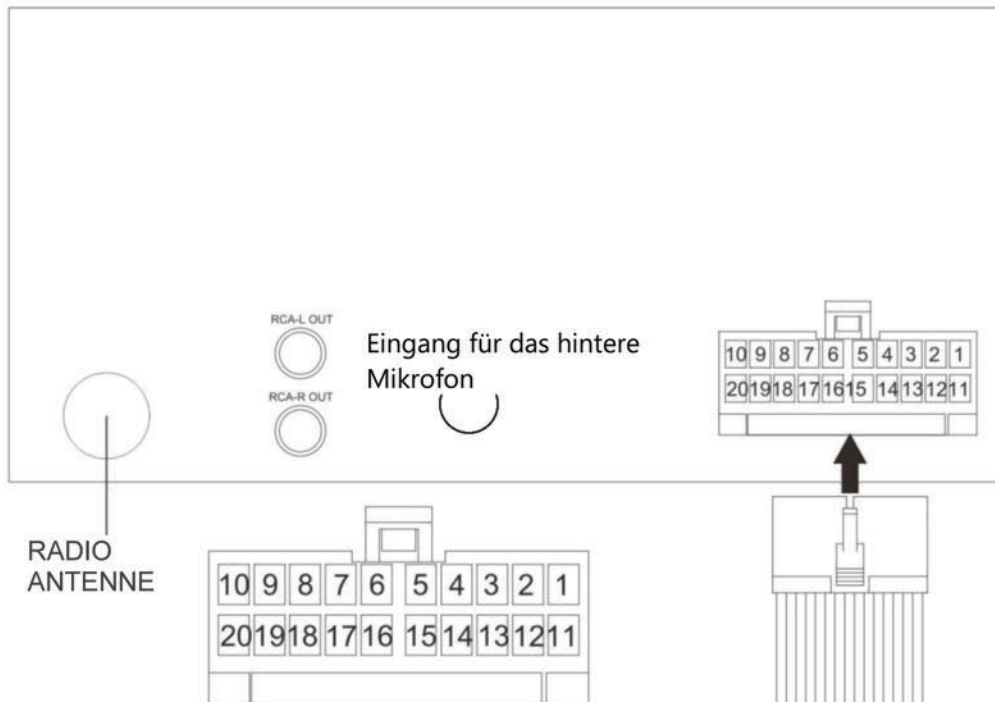 RCA-L OUT
Eingang für das hintere
Mikrofon
RCA-R OUT
10 9 8 7 6 5 4 3 2 1
20 19 18 17 16 15 14 13 12 11
RADIO
ANTENNE
10 9 8 7 6 5 4 3 2 1
20 19 18 17 16 15 14 13 12 11